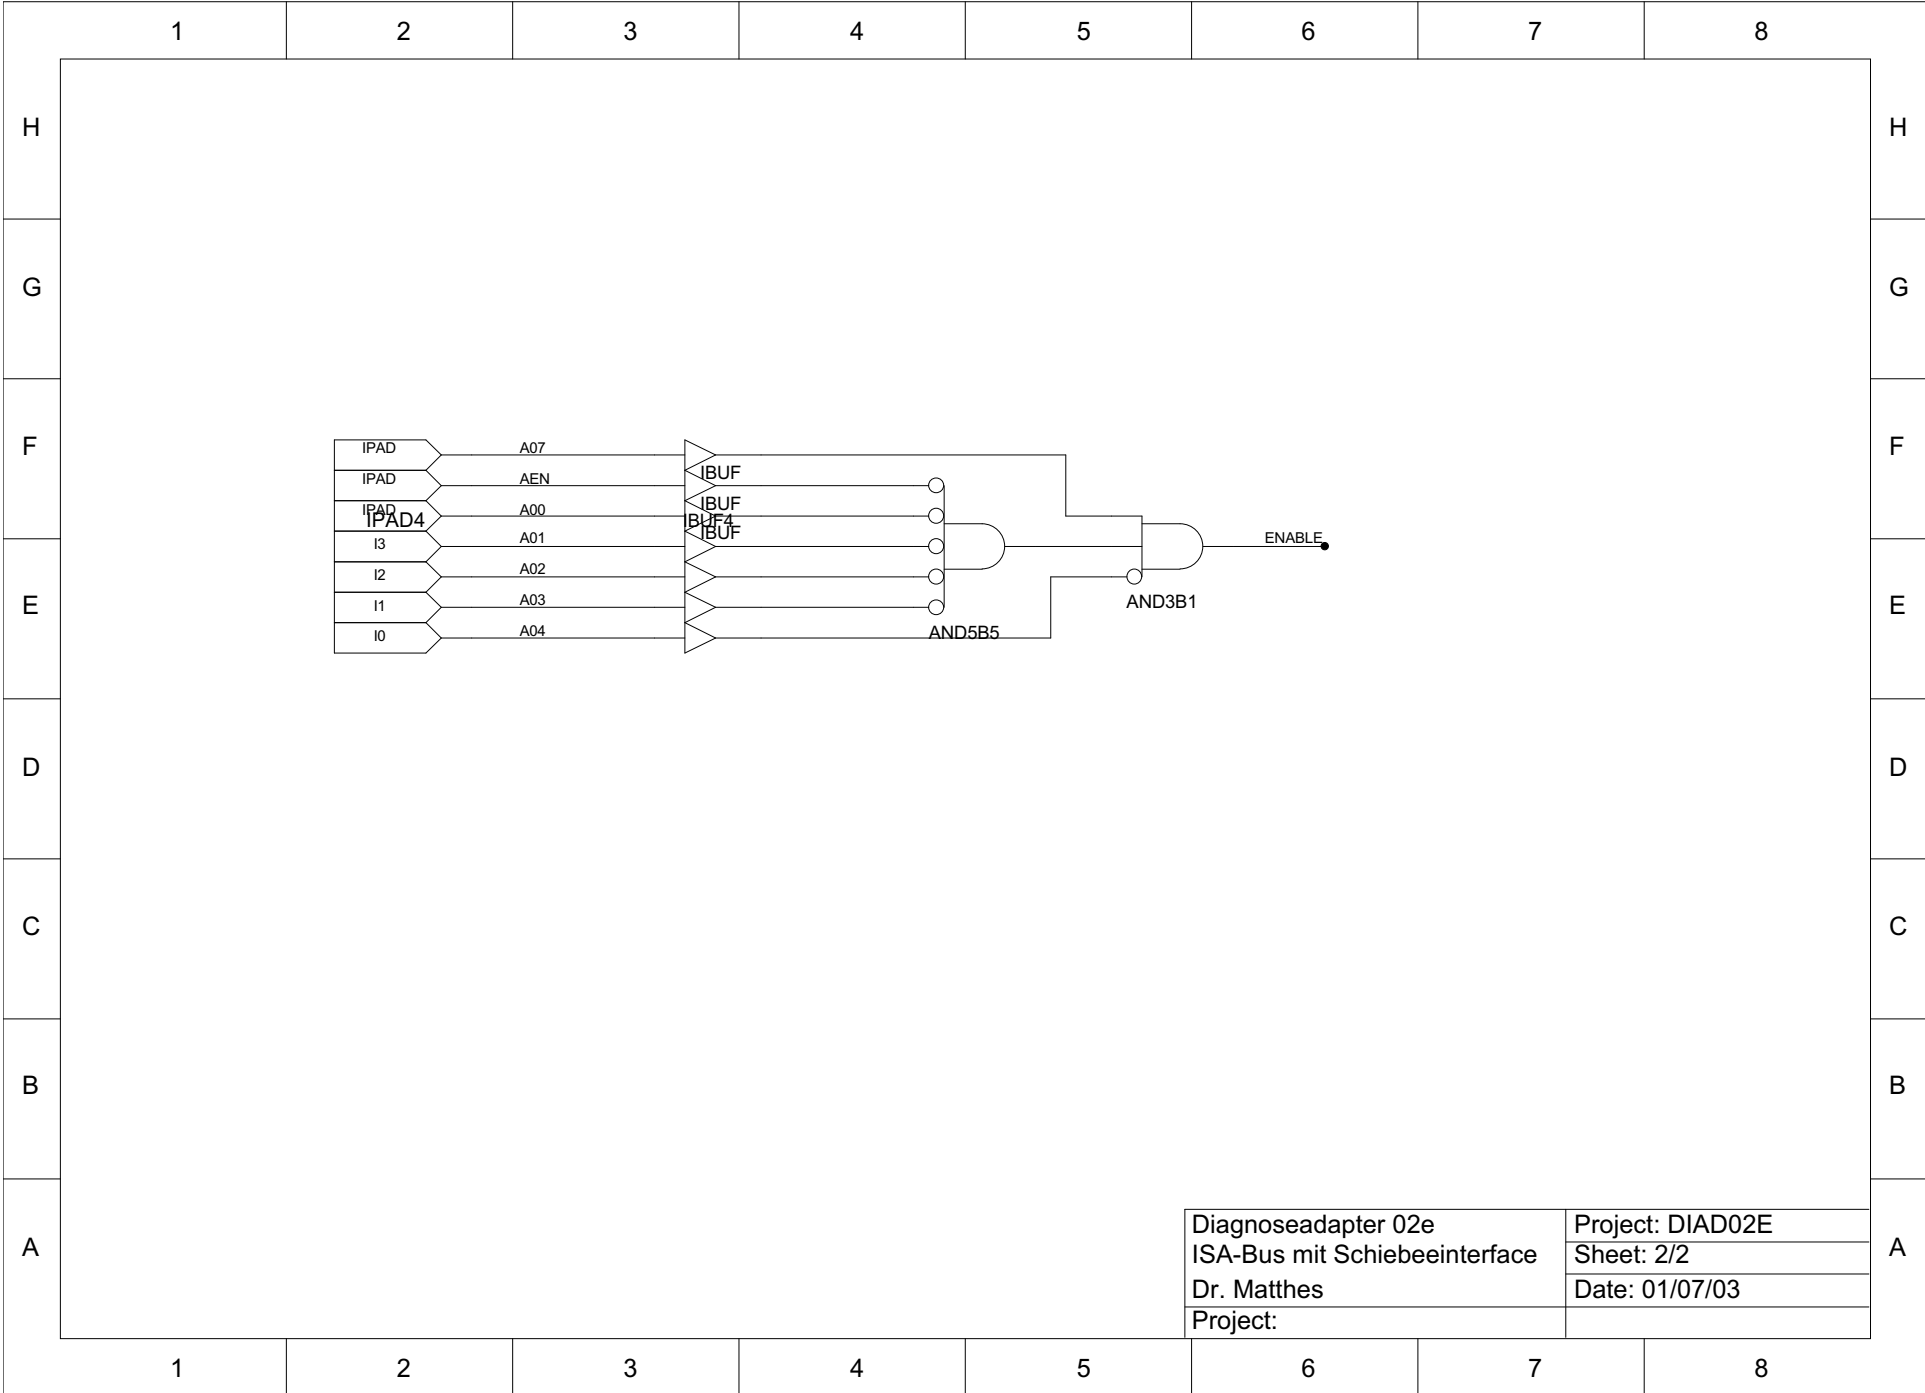 1 2 3 4 5 6 7 8
H H
G G
F F
IPAD A07
IBUF
IPAD AEN
IBUF
IPAD A00
IPAD4 IBUF4
IBUF
I3 A01 ENABLE
E E
I2 A02
I1 A03 AND3B1
I0 A04 AND5B5
D D
C C
B B
A A
Diagnoseadapter 02e Project: DIAD02E
ISA-Bus mit Schiebeeinterface Sheet: 2/2
Dr. Matthes Date: 01/07/03
Project:
1 2 3 4 5 6 7 8